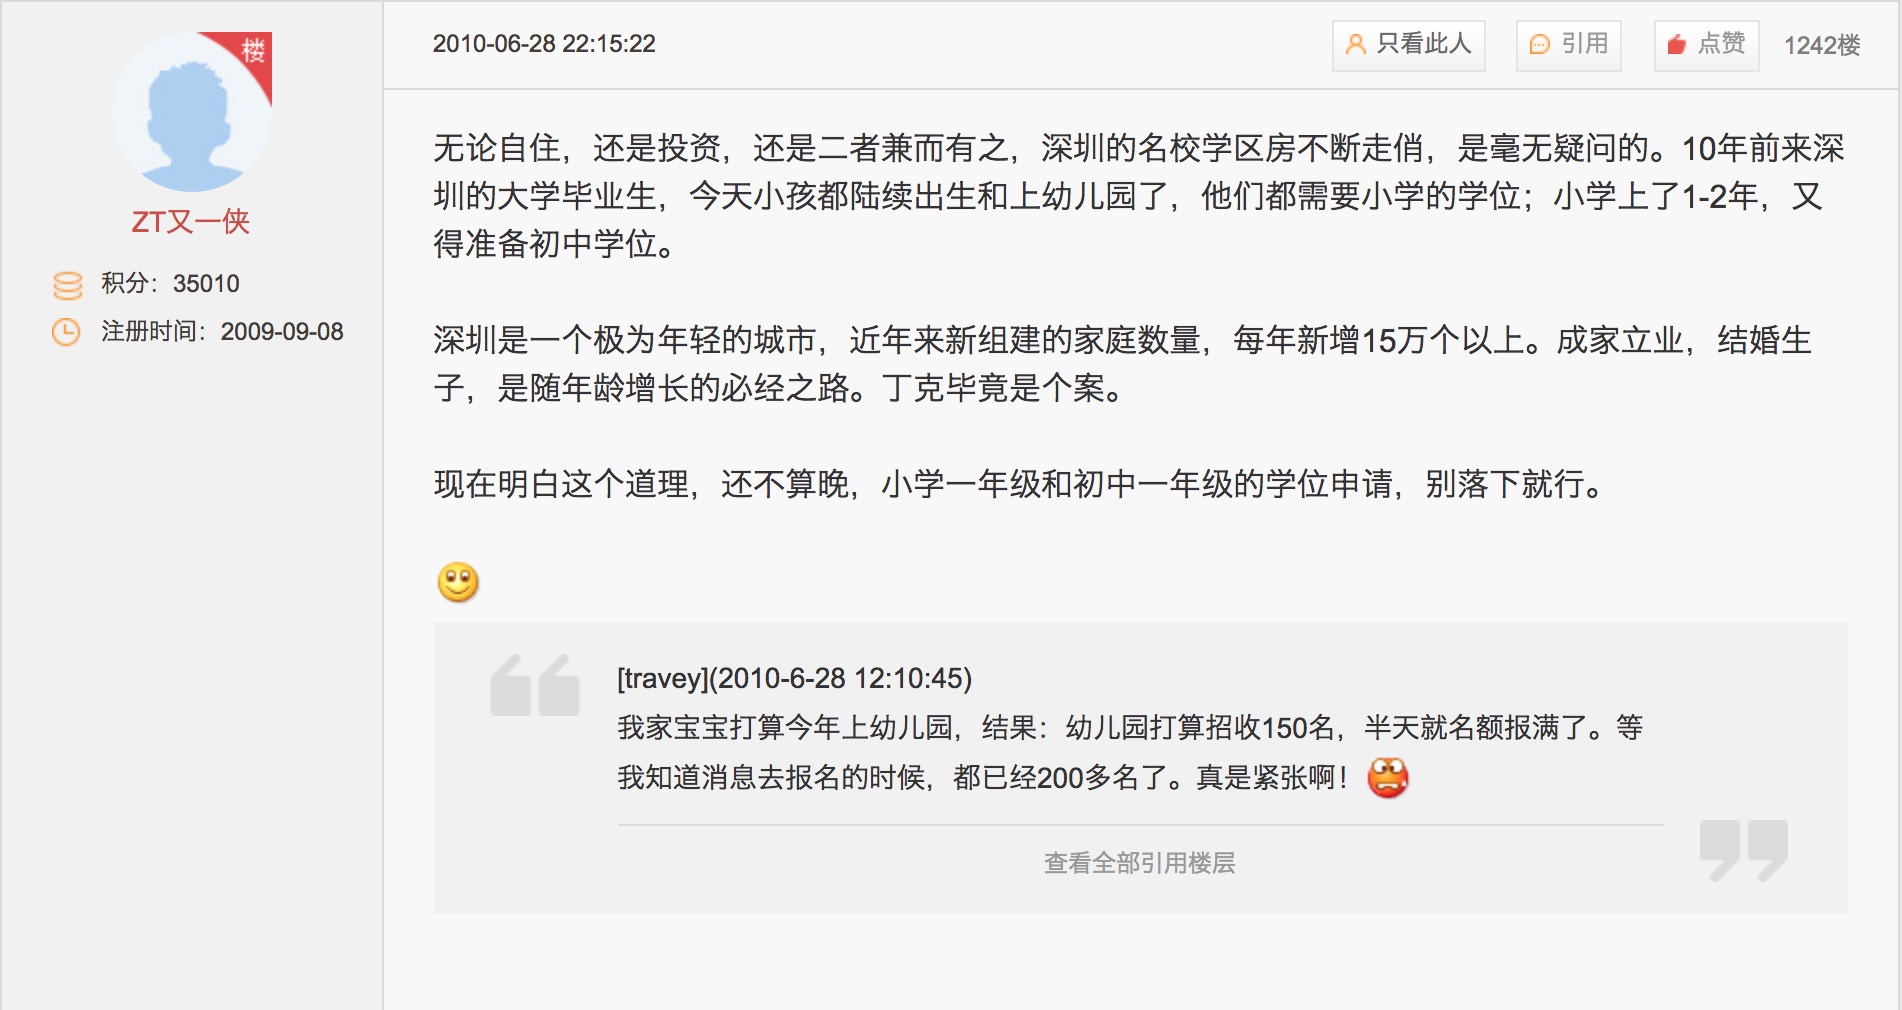 楼
ZT又一侠
积分：35010
注册时间：2009-09-08
2010-06-28 22:15:22
只看此人
引用
点赞
1242楼
无论自住，还是投资，还是二者兼而有之，深圳的名校学区房不断走俏，是毫无疑问的。10年前来深
圳的大学毕业生，今天小孩都陆续出生和上幼儿园了，他们都需要小学的学位；小学上了1-2年，又
得准备初中学位。
深圳是一个极为年轻的城市，近年来新组建的家庭数量，每年新增15万个以上。成家立业，结婚生
子，是随年龄增长的必经之路。丁克毕竟是个案。
现在明白这个道理，还不算晚，小学一年级和初中一年级的学位申请，别落下就行。
[travey](2010-6-28 12:10:45)
我家宝宝打算今年上幼儿园，结果：幼儿园打算招收150名，半天就名额报满了。等
我知道消息去报名的时候，都已经200多名了。真是紧张啊！
查看全部引用楼层